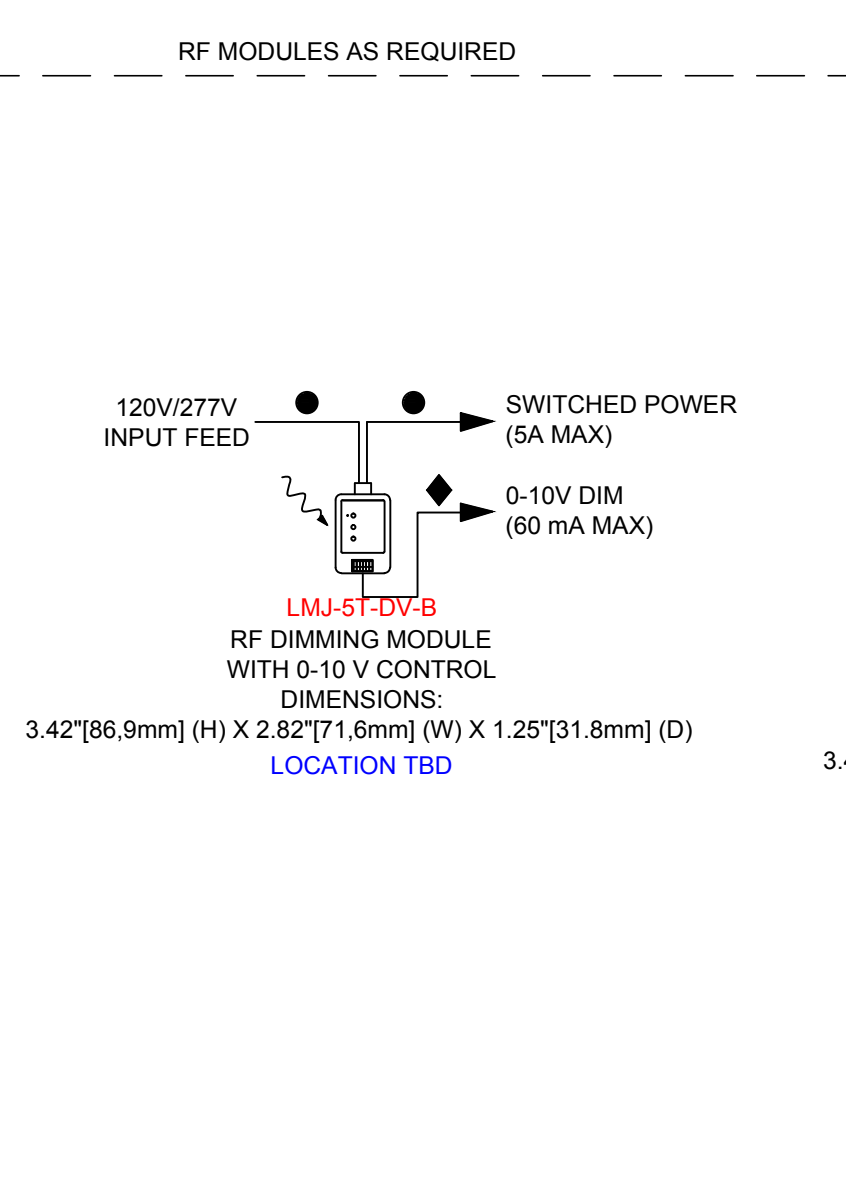 RF MODULES AS REQUIRED
120V/277V
INPUT FEED
SWITCHED POWER
(5A MAX)
0-10V DIM
(60 mA MAX)
LMJ-5T-DV-B
RF DIMMING MODULE
WITH 0-10 V CONTROL
DIMENSIONS:
3.42"[86,9mm] (H) X 2.82"[71,6mm] (W) X 1.25"[31.8mm] (D)
LOCATION TBD